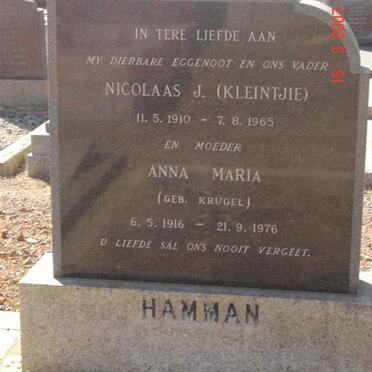 IN TERE LIEFDE AAN
MY DIERBARE EGGENOOT EN ONS VADER
NICOLAAS J. (KLEINTJIE)
11. 5. 1910 – 7. 8. 1965
EN MOEDER
ANNA MARIA
(GEB. KRUGEL)
6. 5. 1916 – 21. 9. 1976
U LIEFDE SAL ONS NOOIT VERGEET.
HAMMAN
15 3 2007